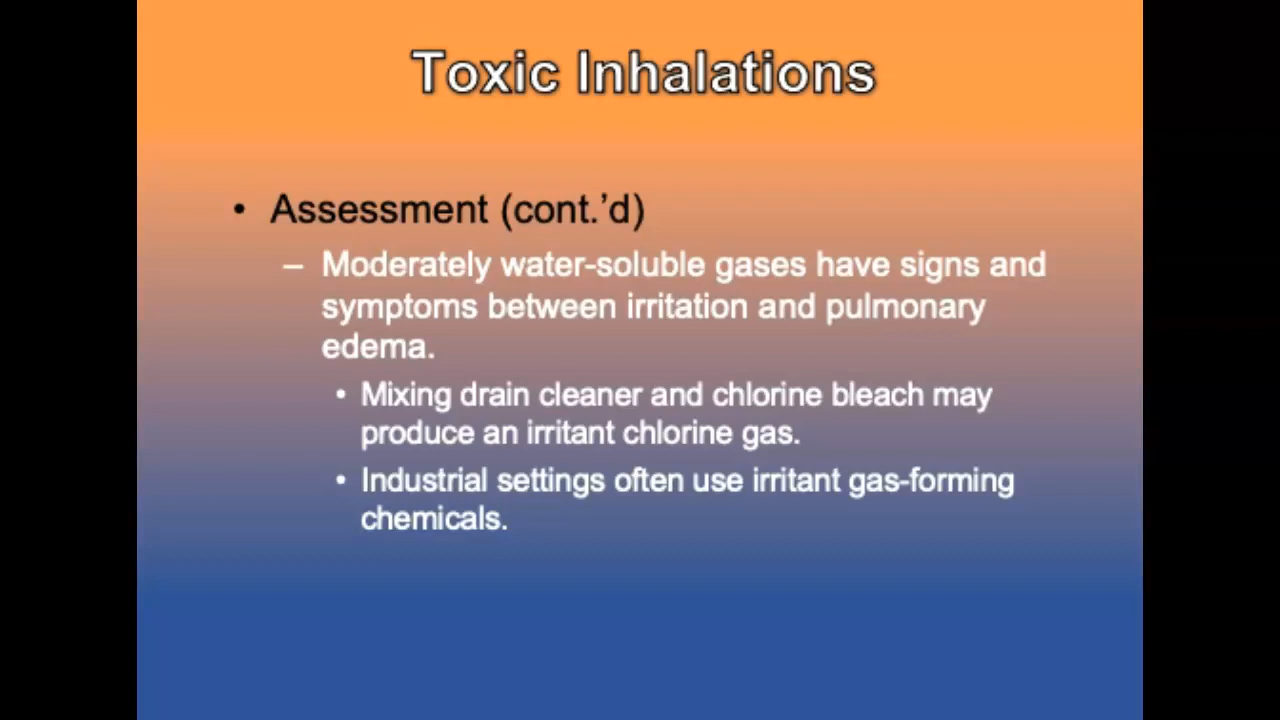 Toxic Inhalations
• Assessment (cont.’d)
– Moderately water-soluble gases have signs and
symptoms between irritation and pulmonary
edema.
• Mixing drain cleaner and chlorine bleach may
produce an irritant chlorine gas.
• Industrial settings often use irritant gas-forming
chemicals.